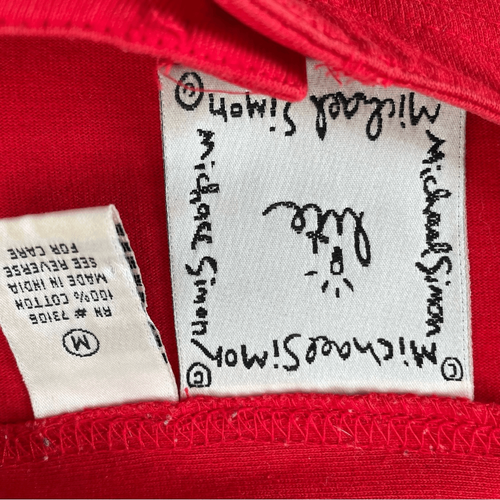 Michael Simon ©
Michael Simon
Michael Simon
Michael Simon ©
lite
M
RN # 73106
100% COTTON
MADE IN INDIA
SEE REVERSE
FOR CARE